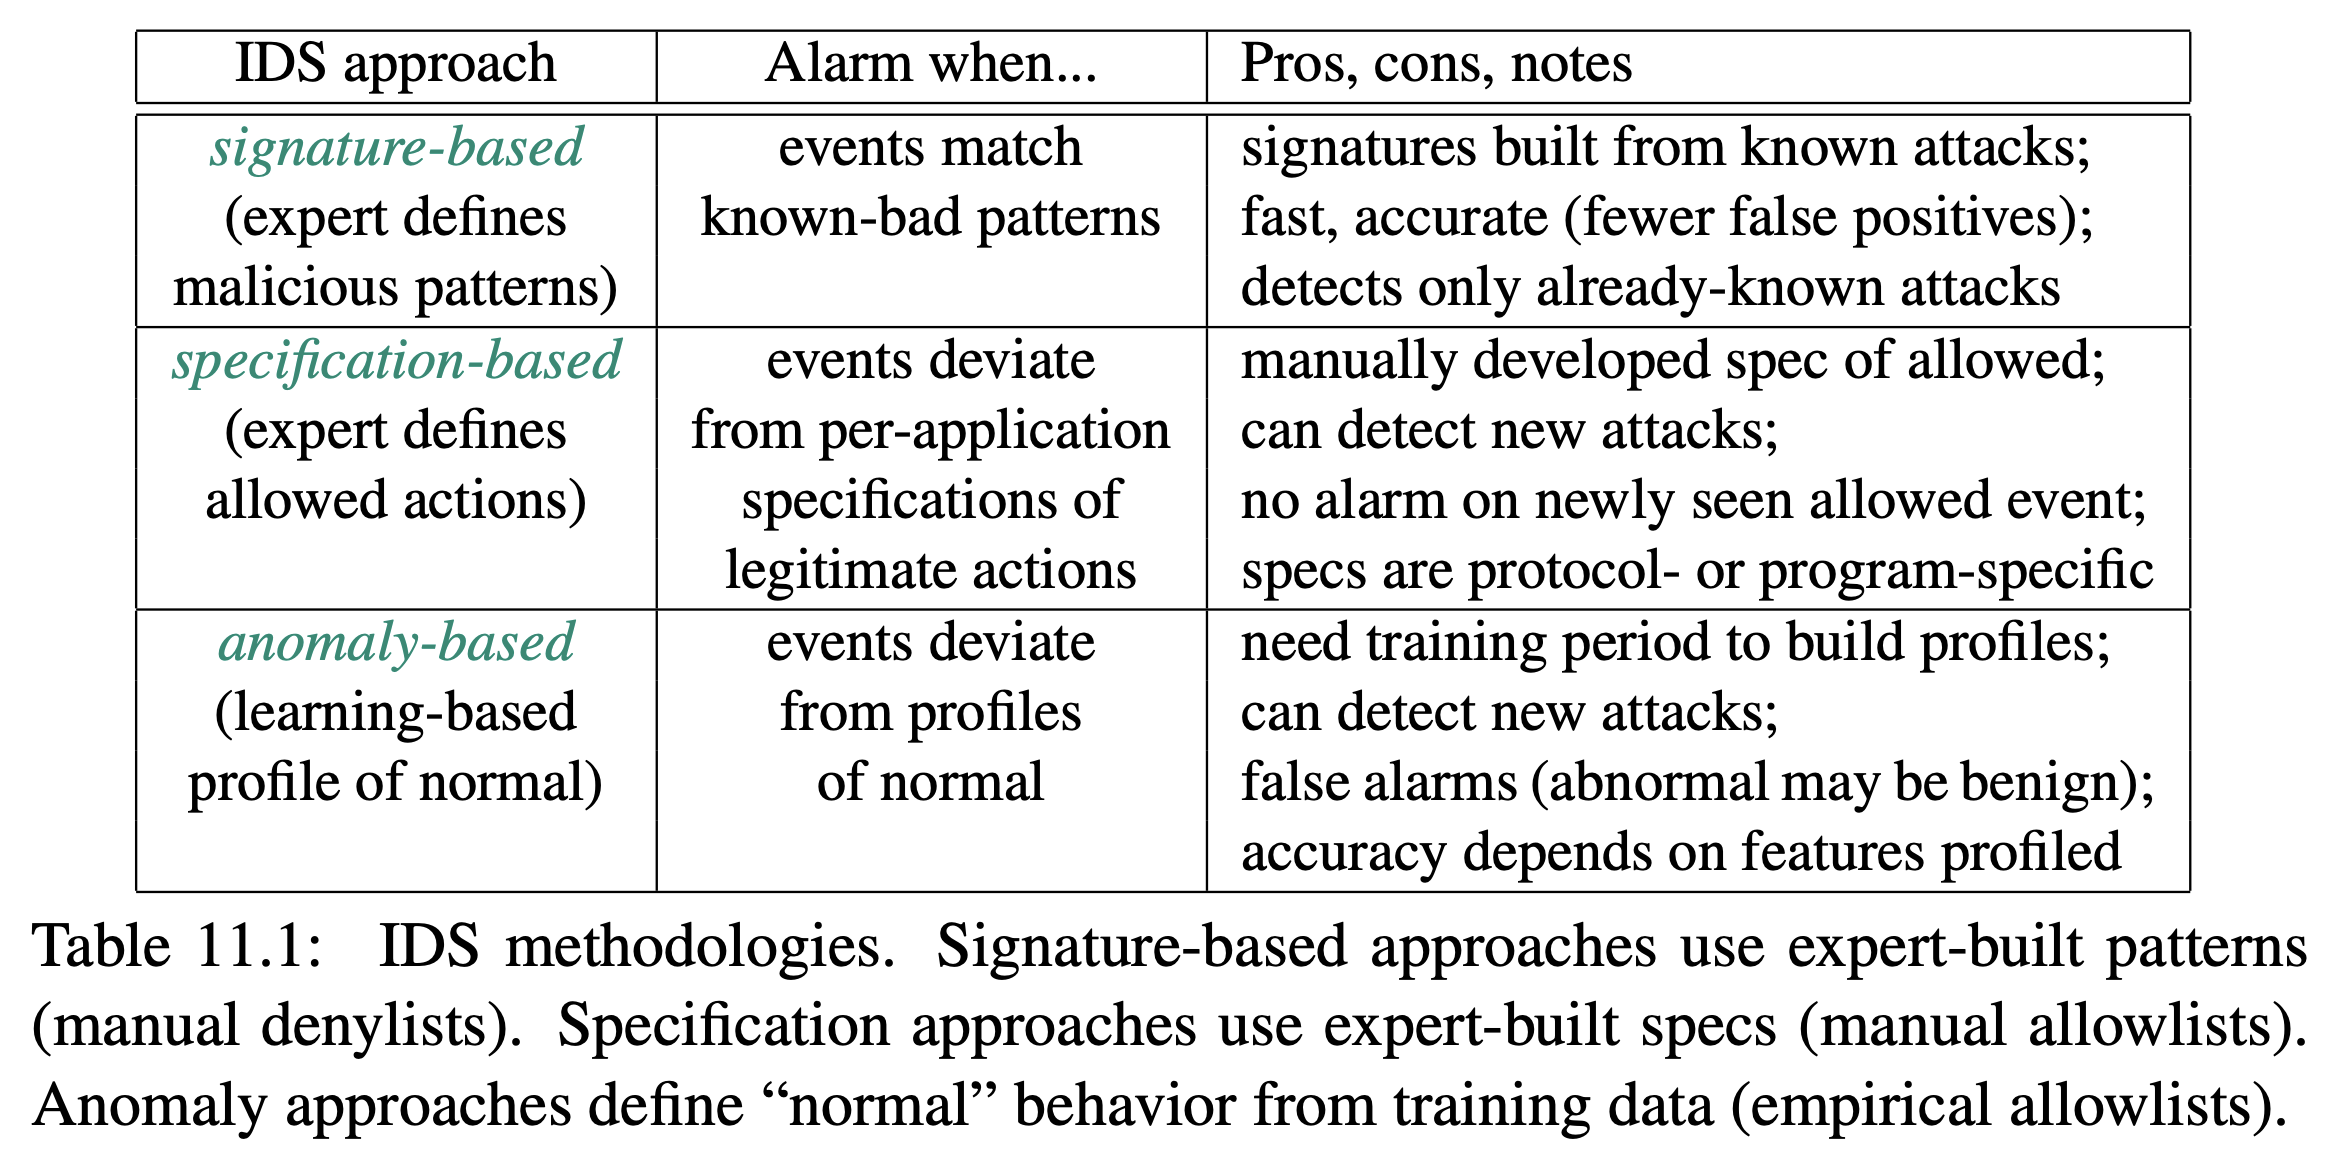 IDS approach Alarm when... Pros, cons, notes
signature-based events match signatures built from known attacks;
(expert defines known-bad patterns fast, accurate (fewer false positives);
malicious patterns) detects only already-known attacks
specification-based events deviate manually developed spec of allowed;
(expert defines from per-application can detect new attacks;
allowed actions) specifications of no alarm on newly seen allowed event;
legitimate actions specs are protocol- or program-specific
anomaly-based events deviate need training period to build profiles;
(learning-based from profiles can detect new attacks;
profile of normal) of normal false alarms (abnormal may be benign);
accuracy depends on features profiled
Table 11.1: IDS methodologies. Signature-based approaches use expert-built patterns
(manual denylists). Specification approaches use expert-built specs (manual allowlists).
Anomaly approaches define “normal” behavior from training data (empirical allowlists).